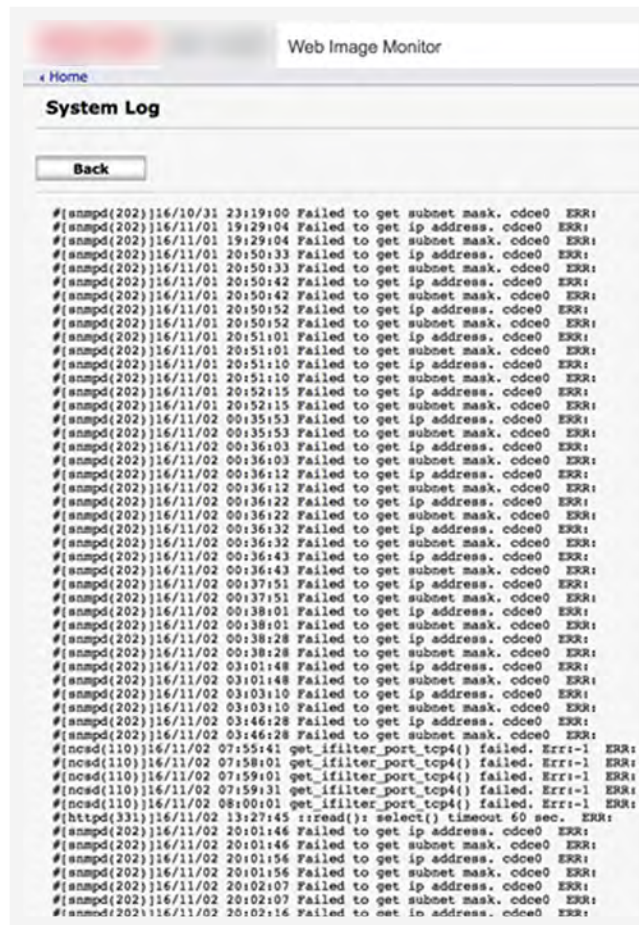 Web Image Monitor
Home
System Log
Back
#[snmpd(202)]16/10/31 23:19:00 Failed to get subnet mask. cdce0 ERR:
#[snmpd(202)]16/11/01 19:29:04 Failed to get ip address. cdce0 ERR:
#[snmpd(202)]16/11/01 19:29:04 Failed to get subnet mask. cdce0 ERR:
#[snmpd(202)]16/11/01 20:50:33 Failed to get ip address. cdce0 ERR:
#[snmpd(202)]16/11/01 20:50:33 Failed to get subnet mask. cdce0 ERR:
#[snmpd(202)]16/11/01 20:50:42 Failed to get ip address. cdce0 ERR:
#[snmpd(202)]16/11/01 20:50:42 Failed to get subnet mask. cdce0 ERR:
#[snmpd(202)]16/11/01 20:50:52 Failed to get ip address. cdce0 ERR:
#[snmpd(202)]16/11/01 20:50:52 Failed to get subnet mask. cdce0 ERR:
#[snmpd(202)]16/11/01 20:51:01 Failed to get ip address. cdce0 ERR:
#[snmpd(202)]16/11/01 20:51:01 Failed to get subnet mask. cdce0 ERR:
#[snmpd(202)]16/11/01 20:51:10 Failed to get ip address. cdce0 ERR:
#[snmpd(202)]16/11/01 20:51:10 Failed to get subnet mask. cdce0 ERR:
#[snmpd(202)]16/11/01 20:52:15 Failed to get ip address. cdce0 ERR:
#[snmpd(202)]16/11/01 20:52:15 Failed to get subnet mask. cdce0 ERR:
#[snmpd(202)]16/11/02 00:35:53 Failed to get ip address. cdce0 ERR:
#[snmpd(202)]16/11/02 00:35:53 Failed to get subnet mask. cdce0 ERR:
#[snmpd(202)]16/11/02 00:36:03 Failed to get ip address. cdce0 ERR:
#[snmpd(202)]16/11/02 00:36:03 Failed to get subnet mask. cdce0 ERR:
#[snmpd(202)]16/11/02 00:36:12 Failed to get ip address. cdce0 ERR:
#[snmpd(202)]16/11/02 00:36:12 Failed to get subnet mask. cdce0 ERR:
#[snmpd(202)]16/11/02 00:36:22 Failed to get ip address. cdce0 ERR:
#[snmpd(202)]16/11/02 00:36:22 Failed to get subnet mask. cdce0 ERR:
#[snmpd(202)]16/11/02 00:36:32 Failed to get ip address. cdce0 ERR:
#[snmpd(202)]16/11/02 00:36:32 Failed to get subnet mask. cdce0 ERR:
#[snmpd(202)]16/11/02 00:36:43 Failed to get ip address. cdce0 ERR:
#[snmpd(202)]16/11/02 00:36:43 Failed to get subnet mask. cdce0 ERR:
#[snmpd(202)]16/11/02 00:37:51 Failed to get ip address. cdce0 ERR:
#[snmpd(202)]16/11/02 00:37:51 Failed to get subnet mask. cdce0 ERR:
#[snmpd(202)]16/11/02 00:38:01 Failed to get ip address. cdce0 ERR:
#[snmpd(202)]16/11/02 00:38:01 Failed to get subnet mask. cdce0 ERR:
#[snmpd(202)]16/11/02 00:38:28 Failed to get ip address. cdce0 ERR:
#[snmpd(202)]16/11/02 00:38:28 Failed to get subnet mask. cdce0 ERR:
#[snmpd(202)]16/11/02 03:01:48 Failed to get ip address. cdce0 ERR:
#[snmpd(202)]16/11/02 03:01:48 Failed to get subnet mask. cdce0 ERR:
#[snmpd(202)]16/11/02 03:03:10 Failed to get ip address. cdce0 ERR:
#[snmpd(202)]16/11/02 03:03:10 Failed to get subnet mask. cdce0 ERR:
#[snmpd(202)]16/11/02 03:46:28 Failed to get ip address. cdce0 ERR:
#[snmpd(202)]16/11/02 03:46:28 Failed to get subnet mask. cdce0 ERR:
#[ncsd(110)]16/11/02 07:55:41 get_ifilter_port_tcp4() failed. Err:-1 ERR:
#[ncsd(110)]16/11/02 07:58:01 get_ifilter_port_tcp4() failed. Err:-1 ERR:
#[ncsd(110)]16/11/02 07:59:01 get_ifilter_port_tcp4() failed. Err:-1 ERR:
#[ncsd(110)]16/11/02 07:59:31 get_ifilter_port_tcp4() failed. Err:-1 ERR:
#[ncsd(110)]16/11/02 08:00:01 get_ifilter_port_tcp4() failed. Err:-1 ERR:
#[httpd(331)]16/11/02 13:27:45 ::read(): select() timeout 60 sec. ERR:
#[snmpd(202)]16/11/02 20:01:46 Failed to get ip address. cdce0 ERR:
#[snmpd(202)]16/11/02 20:01:46 Failed to get subnet mask. cdce0 ERR:
#[snmpd(202)]16/11/02 20:01:56 Failed to get ip address. cdce0 ERR:
#[snmpd(202)]16/11/02 20:01:56 Failed to get subnet mask. cdce0 ERR:
#[snmpd(202)]16/11/02 20:02:07 Failed to get ip address. cdce0 ERR:
#[snmpd(202)]16/11/02 20:02:07 Failed to get subnet mask. cdce0 ERR:
#[snmpd(202)]16/11/02 20:02:16 Failed to get ip address. cdce0 ERR: